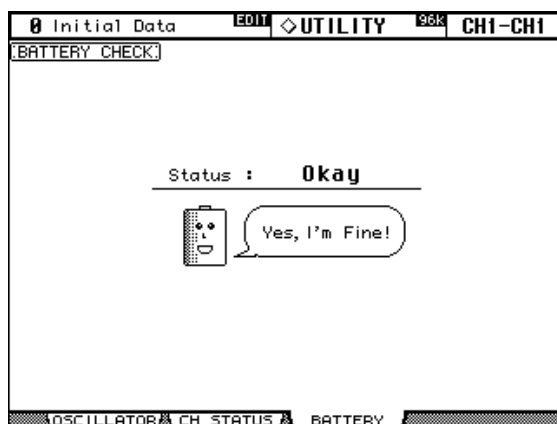 0 Initial Data EDIT ◇UTILITY 96K CH1-CH1
BATTERY CHECK
Status : Okay
Yes, I'm Fine!
OSCILLATOR CH STATUS BATTERY